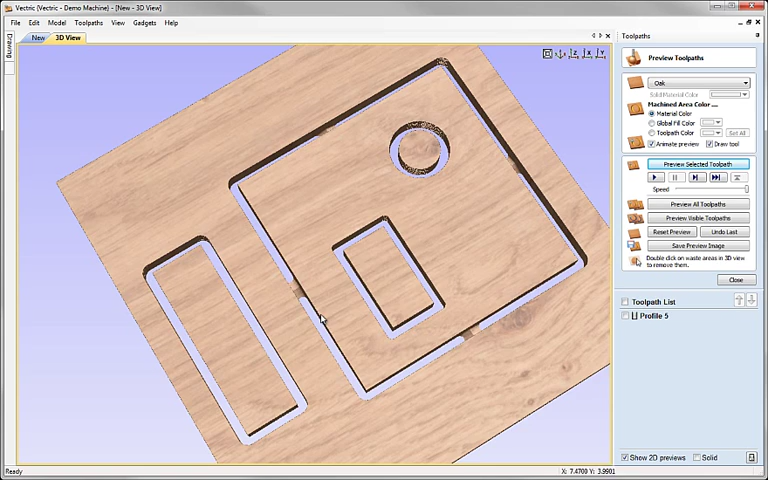 Vectric (Vectric - Demo Machine) - [New - 3D View]
File Edit Model Toolpaths View Gadgets Help
Drawing
New 3D View
Toolpaths
Preview Toolpaths
Oak
Solid Material Color
Machined Area Color ...
Material Color
Global Fill Color
Toolpath Color Set All
Animate preview Draw tool
Preview Selected Toolpath
Speed
Preview All Toolpaths
Preview Visible Toolpaths
Reset Preview Undo Last
Save Preview Image
Double click on waste areas in 3D view
to remove them.
Close
Toolpath List
Profile 5
Show 2D previews Solid
Ready X: 7.4700 Y: 3.9901